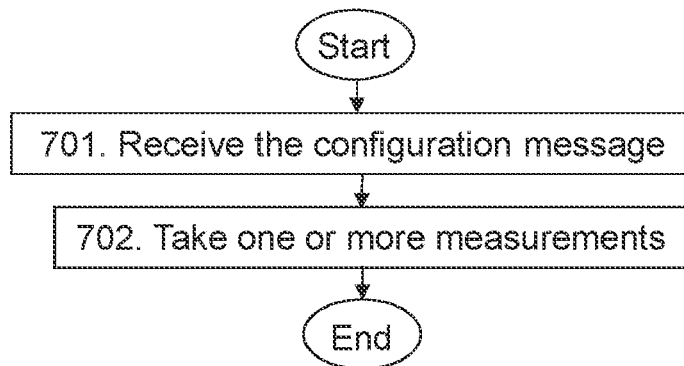 Start
701. Receive the configuration message
702. Take one or more measurements
End